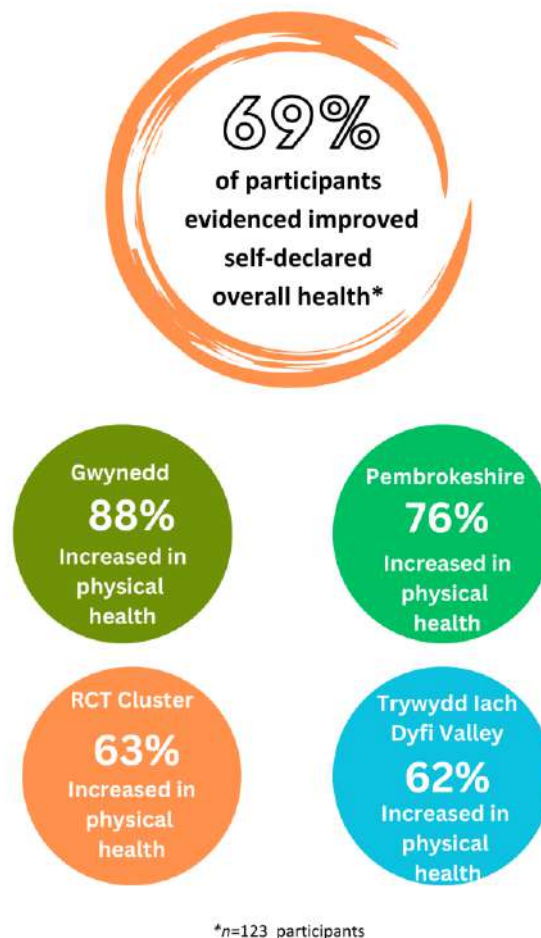 69%
of participants
evidenced improved
self-declared
overall health*
Gwynedd
88%
Increased in
physical
health
Pembrokeshire
76%
Increased in
physical
health
RCT Cluster
63%
Increased in
physical
health
Trywydd Iach
Dyfi Valley
62%
Increased in
physical
health
*n=123 participants